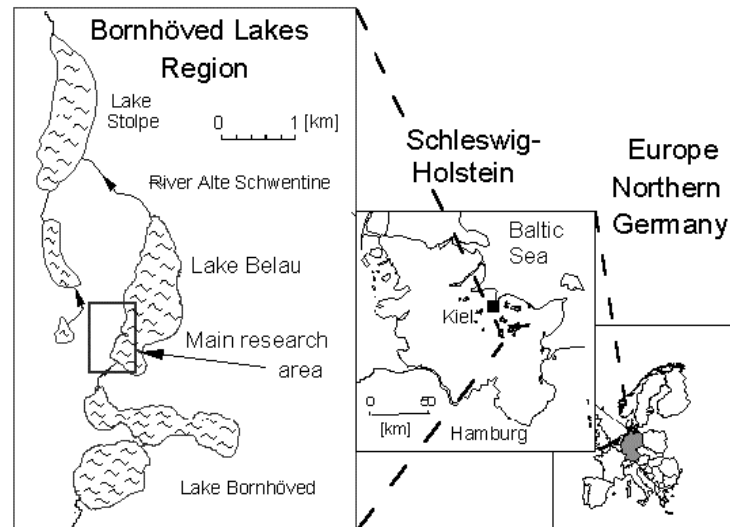 Bornhöved Lakes
Region
Lake
Stolpe
0 1 [km]
River Alte Schwentine
Lake Belau
Main research
area
Lake Bornhöved
Schleswig-
Holstein
Baltic
Sea
Kiel
0 50
[km]
Hamburg
Europe
Northern
Germany